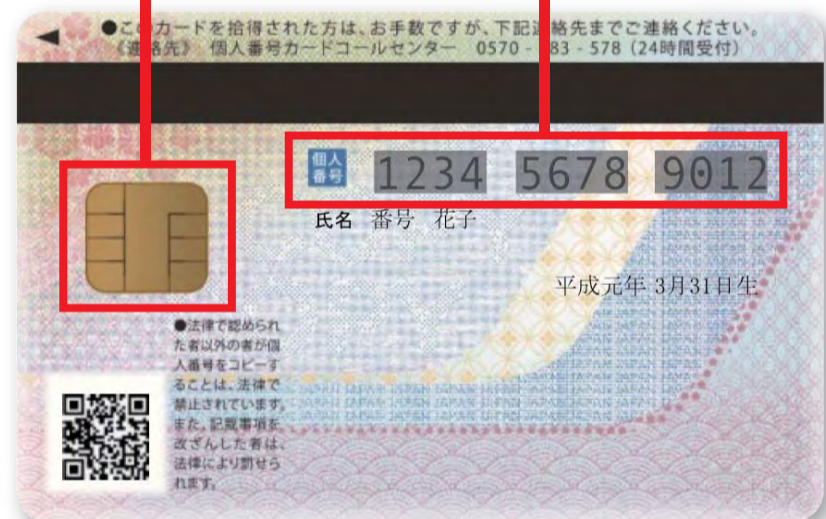 ●このカードを拾得された方は、お手数ですが、下記連絡先までご連絡ください。
《連絡先》 個人番号カードコールセンター 0570 - 783 - 578（24時間受付）
個人
番号 1234 5678 9012
氏名 番号 花子
平成元年 3月31日生
●法律で認められ
た者以外の者が個
人番号をコピーす
ることは、法律で
禁止されています。
また、記載事項を
改ざんした者は、
法律により罰せら
れます。